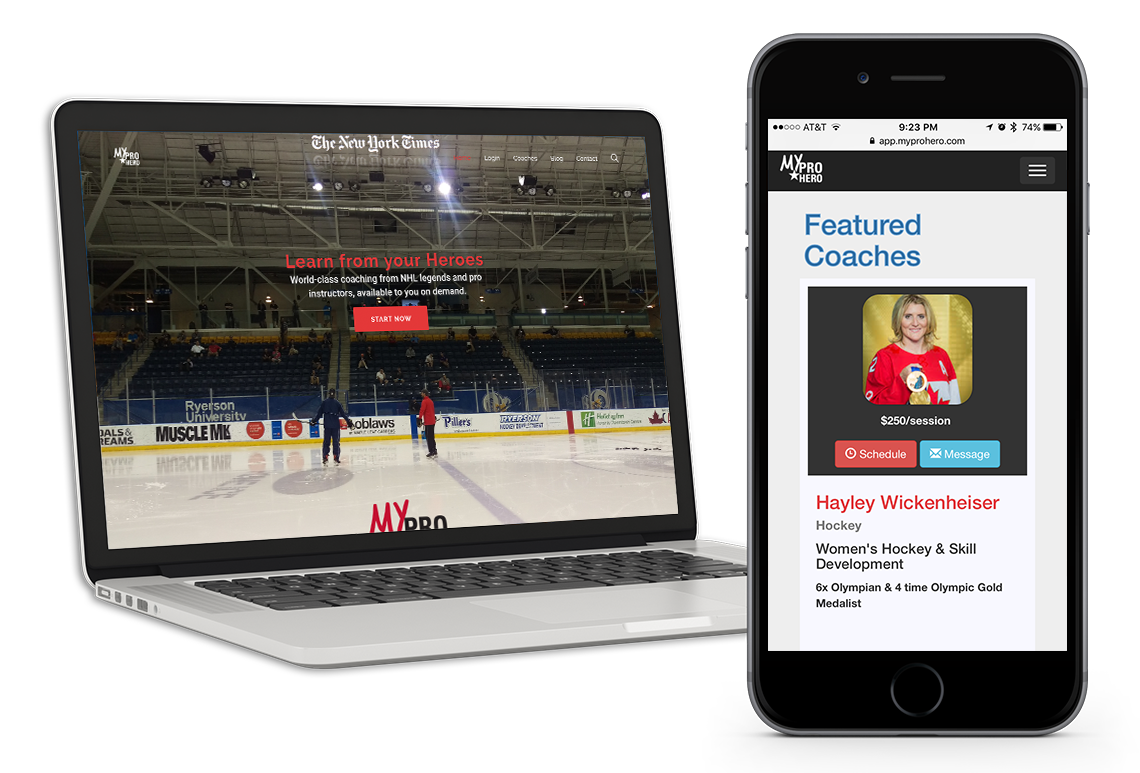 The New York Times
MY PRO HERO
Login Coaches Blog Contact
Learn from your Heroes
World-class coaching from NHL legends and pro
instructors, available to you on demand.
START NOW
Ryerson
University
DALS &
REAMS
MUSCLE MLK
oblaws
Pillers
RYERSON
HOCKEY DEVELOPMENT
Holiday Inn
MY PRO
AT&T 9:23 PM 74%
app.myprohero.com
MY PRO
HERO
Featured
Coaches
$250/session
Schedule Message
Hayley Wickenheiser
Hockey
Women's Hockey & Skill
Development
6x Olympian & 4 time Olympic Gold
Medalist